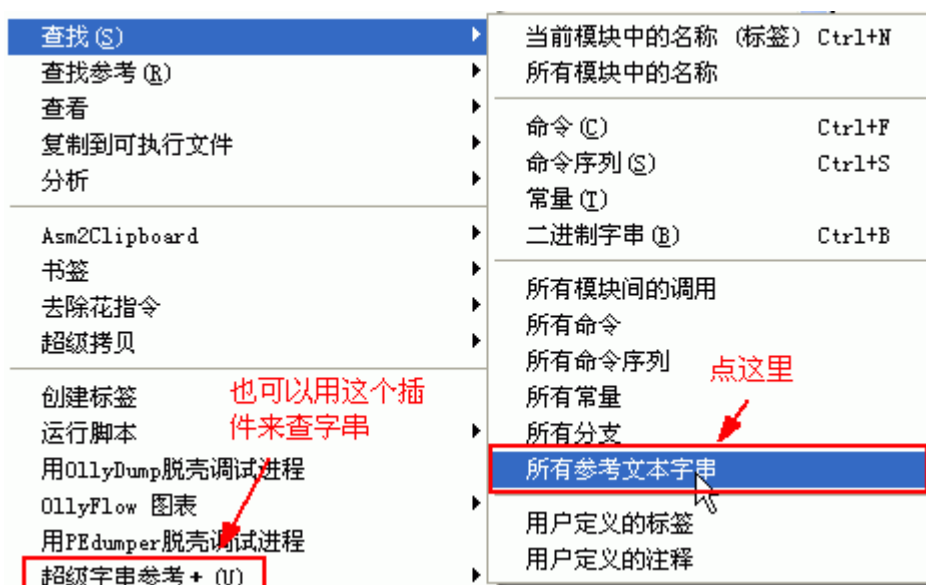 查找(S)
查找参考(R)
查看
复制到可执行文件
分析
Asm2Clipboard
书签
去除花指令
超级拷贝
创建标签
运行脚本
用OllyDump脱壳调试进程
OllyFlow 图表
用PEdumper脱壳调试进程
超级字串参考+ (U)
也可以用这个插
件来查字串
当前模块中的名称 (标签) Ctrl+N
所有模块中的名称
命令(C) Ctrl+F
命令序列(S) Ctrl+S
常量(T)
二进制字串(B) Ctrl+B
所有模块间的调用
所有命令
所有命令序列
所有常量
所有分支
所有参考文本字串
用户定义的标签
用户定义的注释
点这里